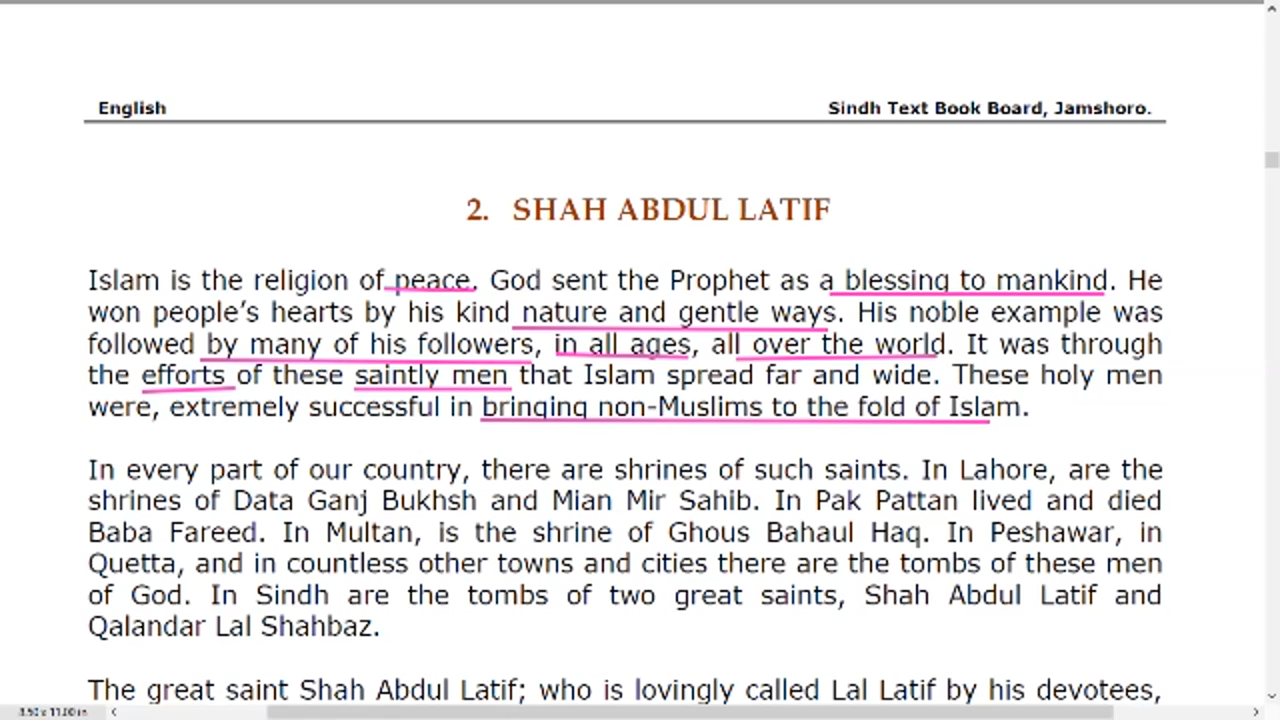 English
Sindh Text Book Board, Jamshoro.
2. SHAH ABDUL LATIF
Islam is the religion of peace. God sent the Prophet as a blessing to mankind. He
won people's hearts by his kind nature and gentle ways. His noble example was
followed by many of his followers, in all ages, all over the world. It was through
the efforts of these saintly men that Islam spread far and wide. These holy men
were, extremely successful in bringing non-Muslims to the fold of Islam.
In every part of our country, there are shrines of such saints. In Lahore, are the
shrines of Data Ganj Bukhsh and Mian Mir Sahib. In Pak Pattan lived and died
Baba Fareed. In Multan, is the shrine of Ghous Bahaul Haq. In Peshawar, in
Quetta, and in countless other towns and cities there are the tombs of these men
of God. In Sindh are the tombs of two great saints, Shah Abdul Latif and
Qalandar Lal Shahbaz.
The great saint Shah Abdul Latif; who is lovingly called Lal Latif by his devotees,